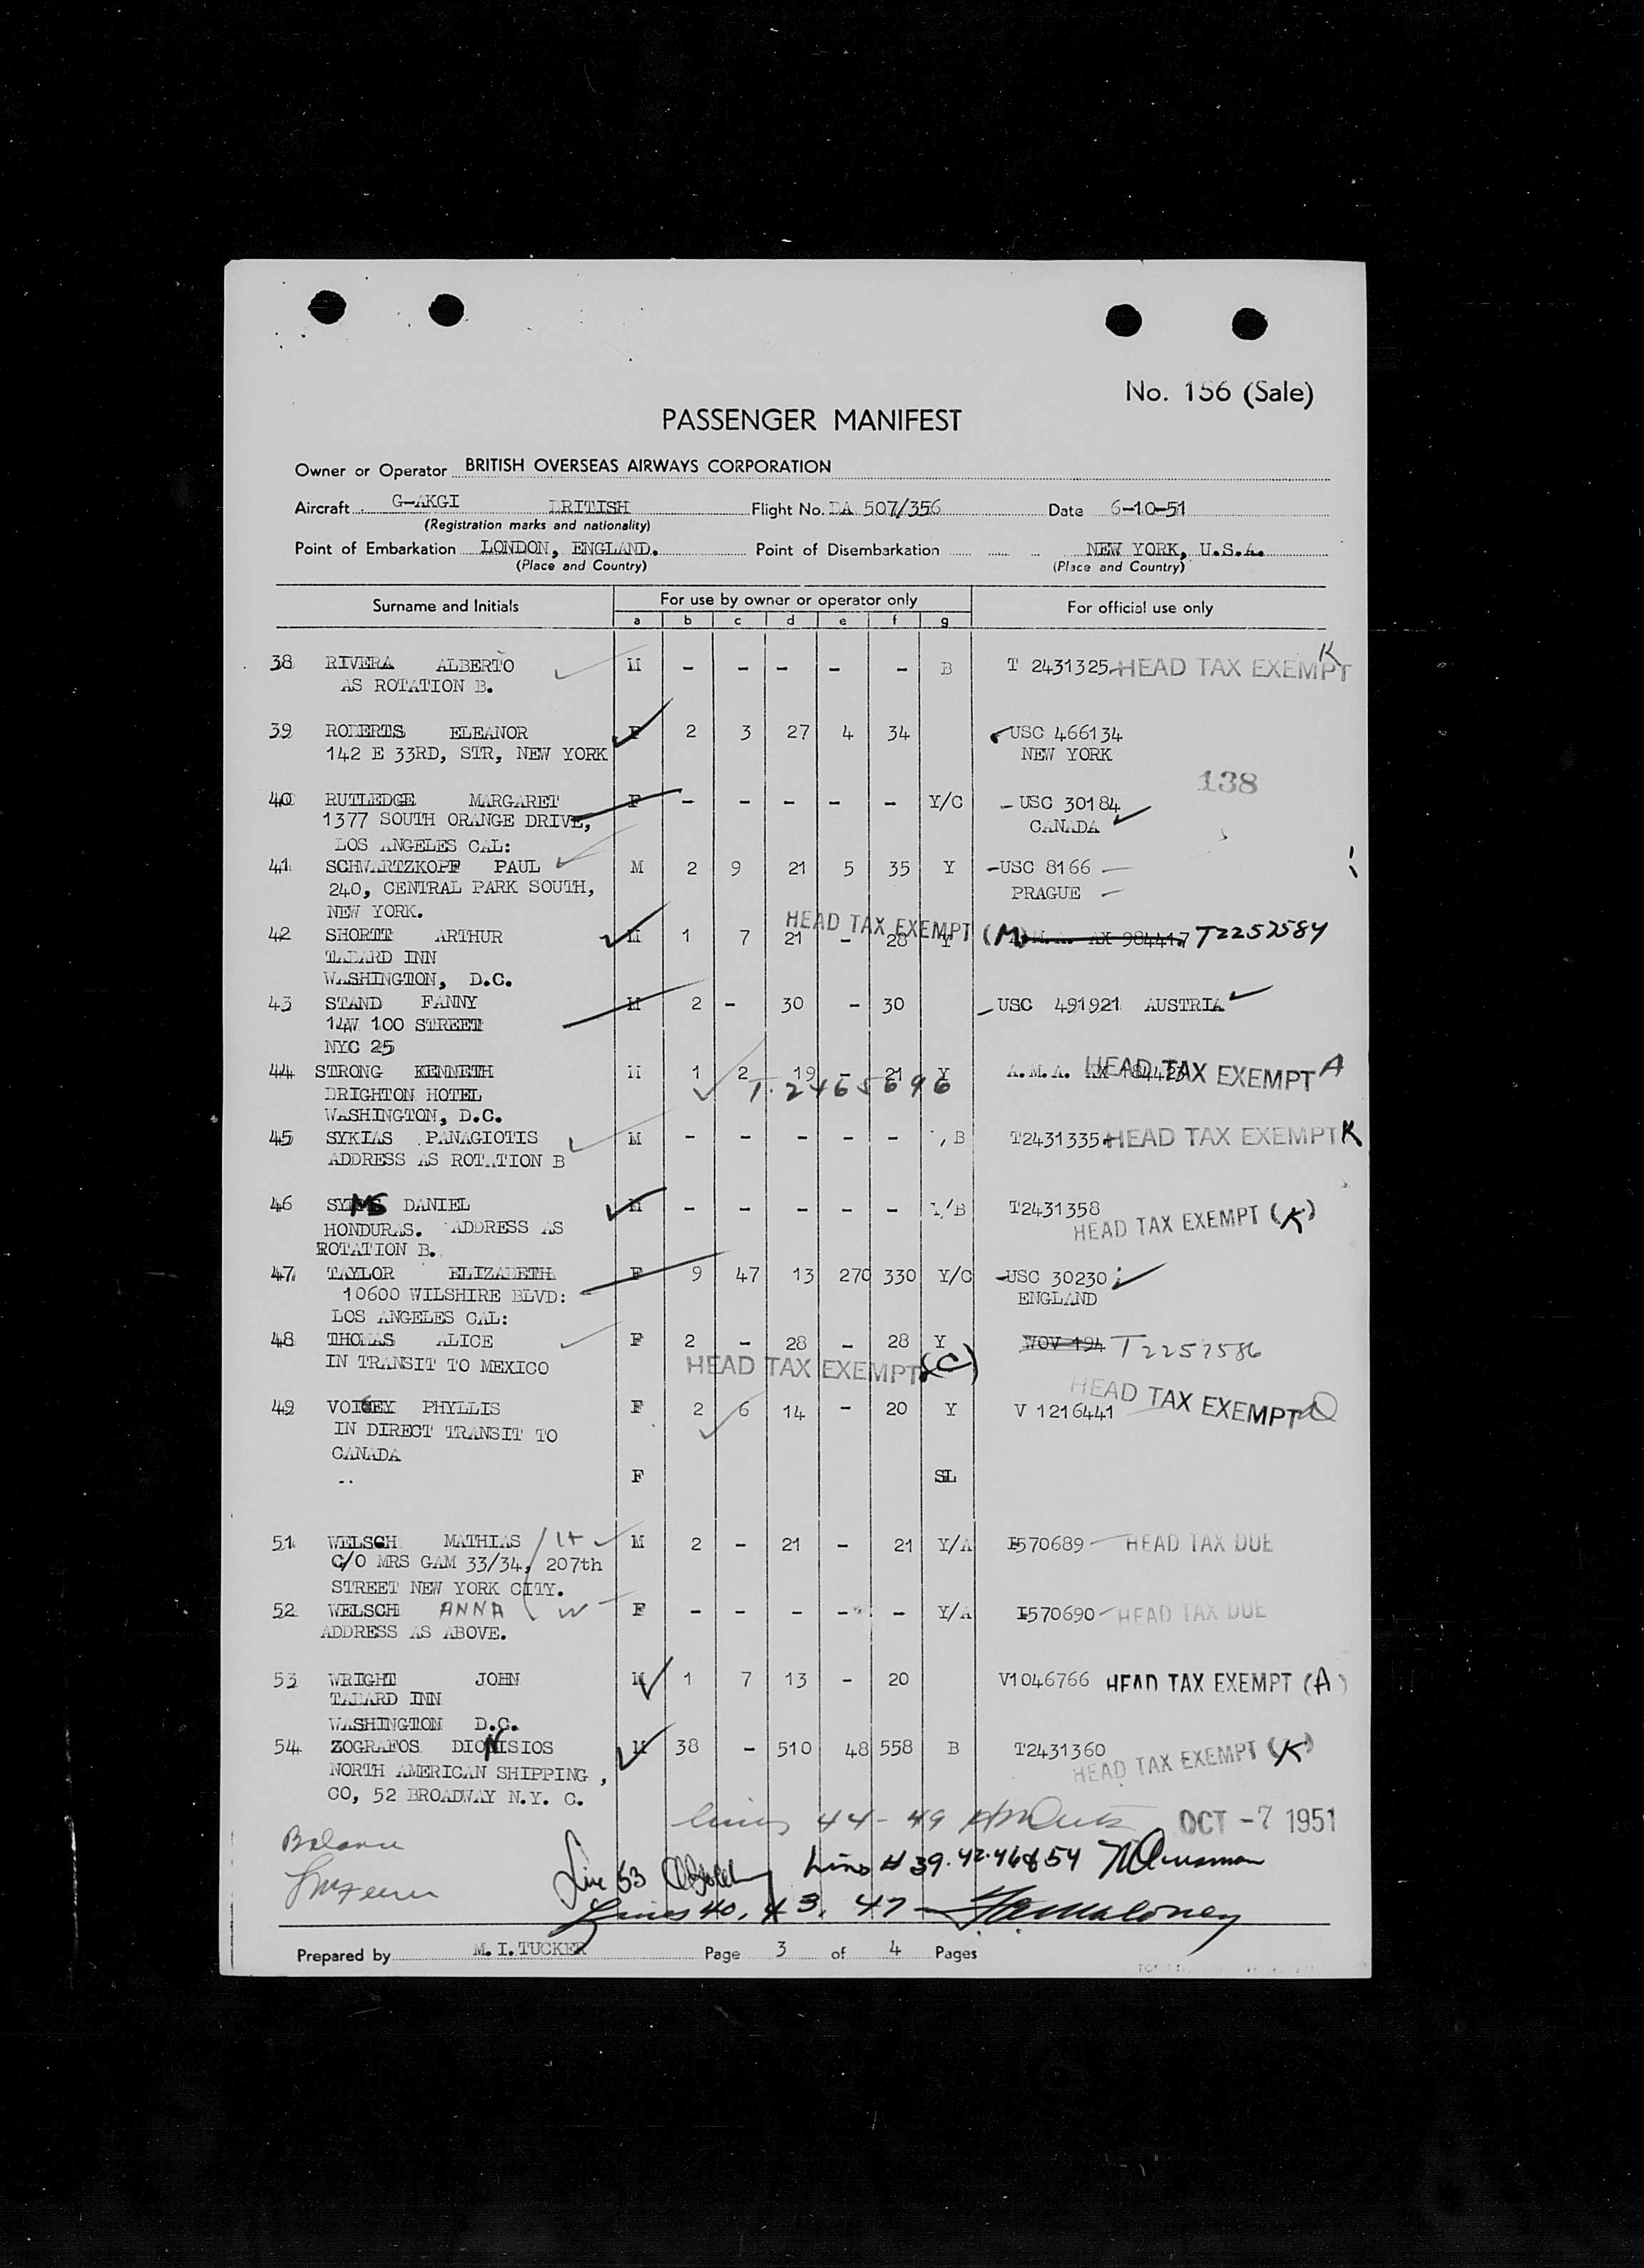 No. 156 (Sale)
PASSENGER MANIFEST
Owner or Operator BRITISH OVERSEAS AIRWAYS CORPORATION
Aircraft G-AKGI BRITISH Flight No. BA 507/356 Date 6-10-51
(Registration marks and nationality)
Point of Embarkation LONDON, ENGLAND. Point of Disembarkation NEW YORK, U.S.A.
(Place and Country) (Place and Country)
Surname and Initials For use by owner or operator only For official use only
a b c d e f g
38 RIVERA ALBERTO M - - - - - B T 2431325 HEAD TAX EXEMPT K
AS ROTATION B.
39 ROBERTS ELEANOR F 2 3 27 4 34 USC 466134
142 E 33RD, STR, NEW YORK NEW YORK
138
40 RUTLEDGE MARGARET F - - - - - Y/C - USC 30184
1377 SOUTH ORANGE DRIVE, CANADA
LOS ANGELES CAL:
41 SCHWARTZKOPF PAUL M 2 9 21 5 35 Y -USC 8166
240, CENTRAL PARK SOUTH, PRAGUE
NEW YORK.
HEAD TAX EXEMPT (M)
42 SHORTT ARTHUR M 1 7 21 - 28 Y A.M.A. AX 984417 T2257584
TABARD INN
WASHINGTON, D.C.
43 STAND FANNY M 2 - 30 - 30 USC 491921 AUSTRIA
14W 100 STREET
NYC 25
44 STRONG KENNETH M 1 2 19 - 21 Y A.M.A. AX HEAD TAX EXEMPT A
BRIGHTON HOTEL T. 2465696
WASHINGTON, D.C.
45 SYKIAS PANAGIOTIS M - - - - - B T2431335 HEAD TAX EXEMPT K
ADDRESS AS ROTATION B
46 SYMS DANIEL M - - - - - /B T2431358
HONDURAS. ADDRESS AS HEAD TAX EXEMPT (K)
ROTATION B.
47 TAYLOR ELIZABETH F 9 47 13 270 330 Y/C -USC 30230
10600 WILSHIRE BLVD: ENGLAND
LOS ANGELES CAL:
48 THOMAS ALICE F 2 - 28 - 28 Y WOV 194 T2257586
IN TRANSIT TO MEXICO HEAD TAX EXEMPT (C)
HEAD TAX EXEMPT
49 PHYLLIS F 2 6 14 - 20 Y V 1216441
IN DIRECT TRANSIT TO
CANADA
F SL
51 WELSCH MATHIAS M 2 - 21 - 21 Y/A I570689 HEAD TAX DUE
C/O MRS GAM 33/34, 207th
STREET NEW YORK CITY.
52 WELSCH ANNA W F - - - - - Y/A I570690 HEAD TAX DUE
ADDRESS AS ABOVE.
53 WRIGHT JOHN M 1 7 13 - 20 V1046766 HEAD TAX EXEMPT (A)
TABARD INN
WASHINGTON D.C.
54 ZOGRAFOS DIONISIOS M 38 - 510 48 558 B T2431360
NORTH AMERICAN SHIPPING, HEAD TAX EXEMPT (K)
CO, 52 BROADWAY N.Y. C.
lines 44-49 OCT -7 1951
Balance
Line 53 Lines # 39.42.46&54
Lines 40, 43, 47
Prepared by M.I.TUCKER Page 3 of 4 Pages